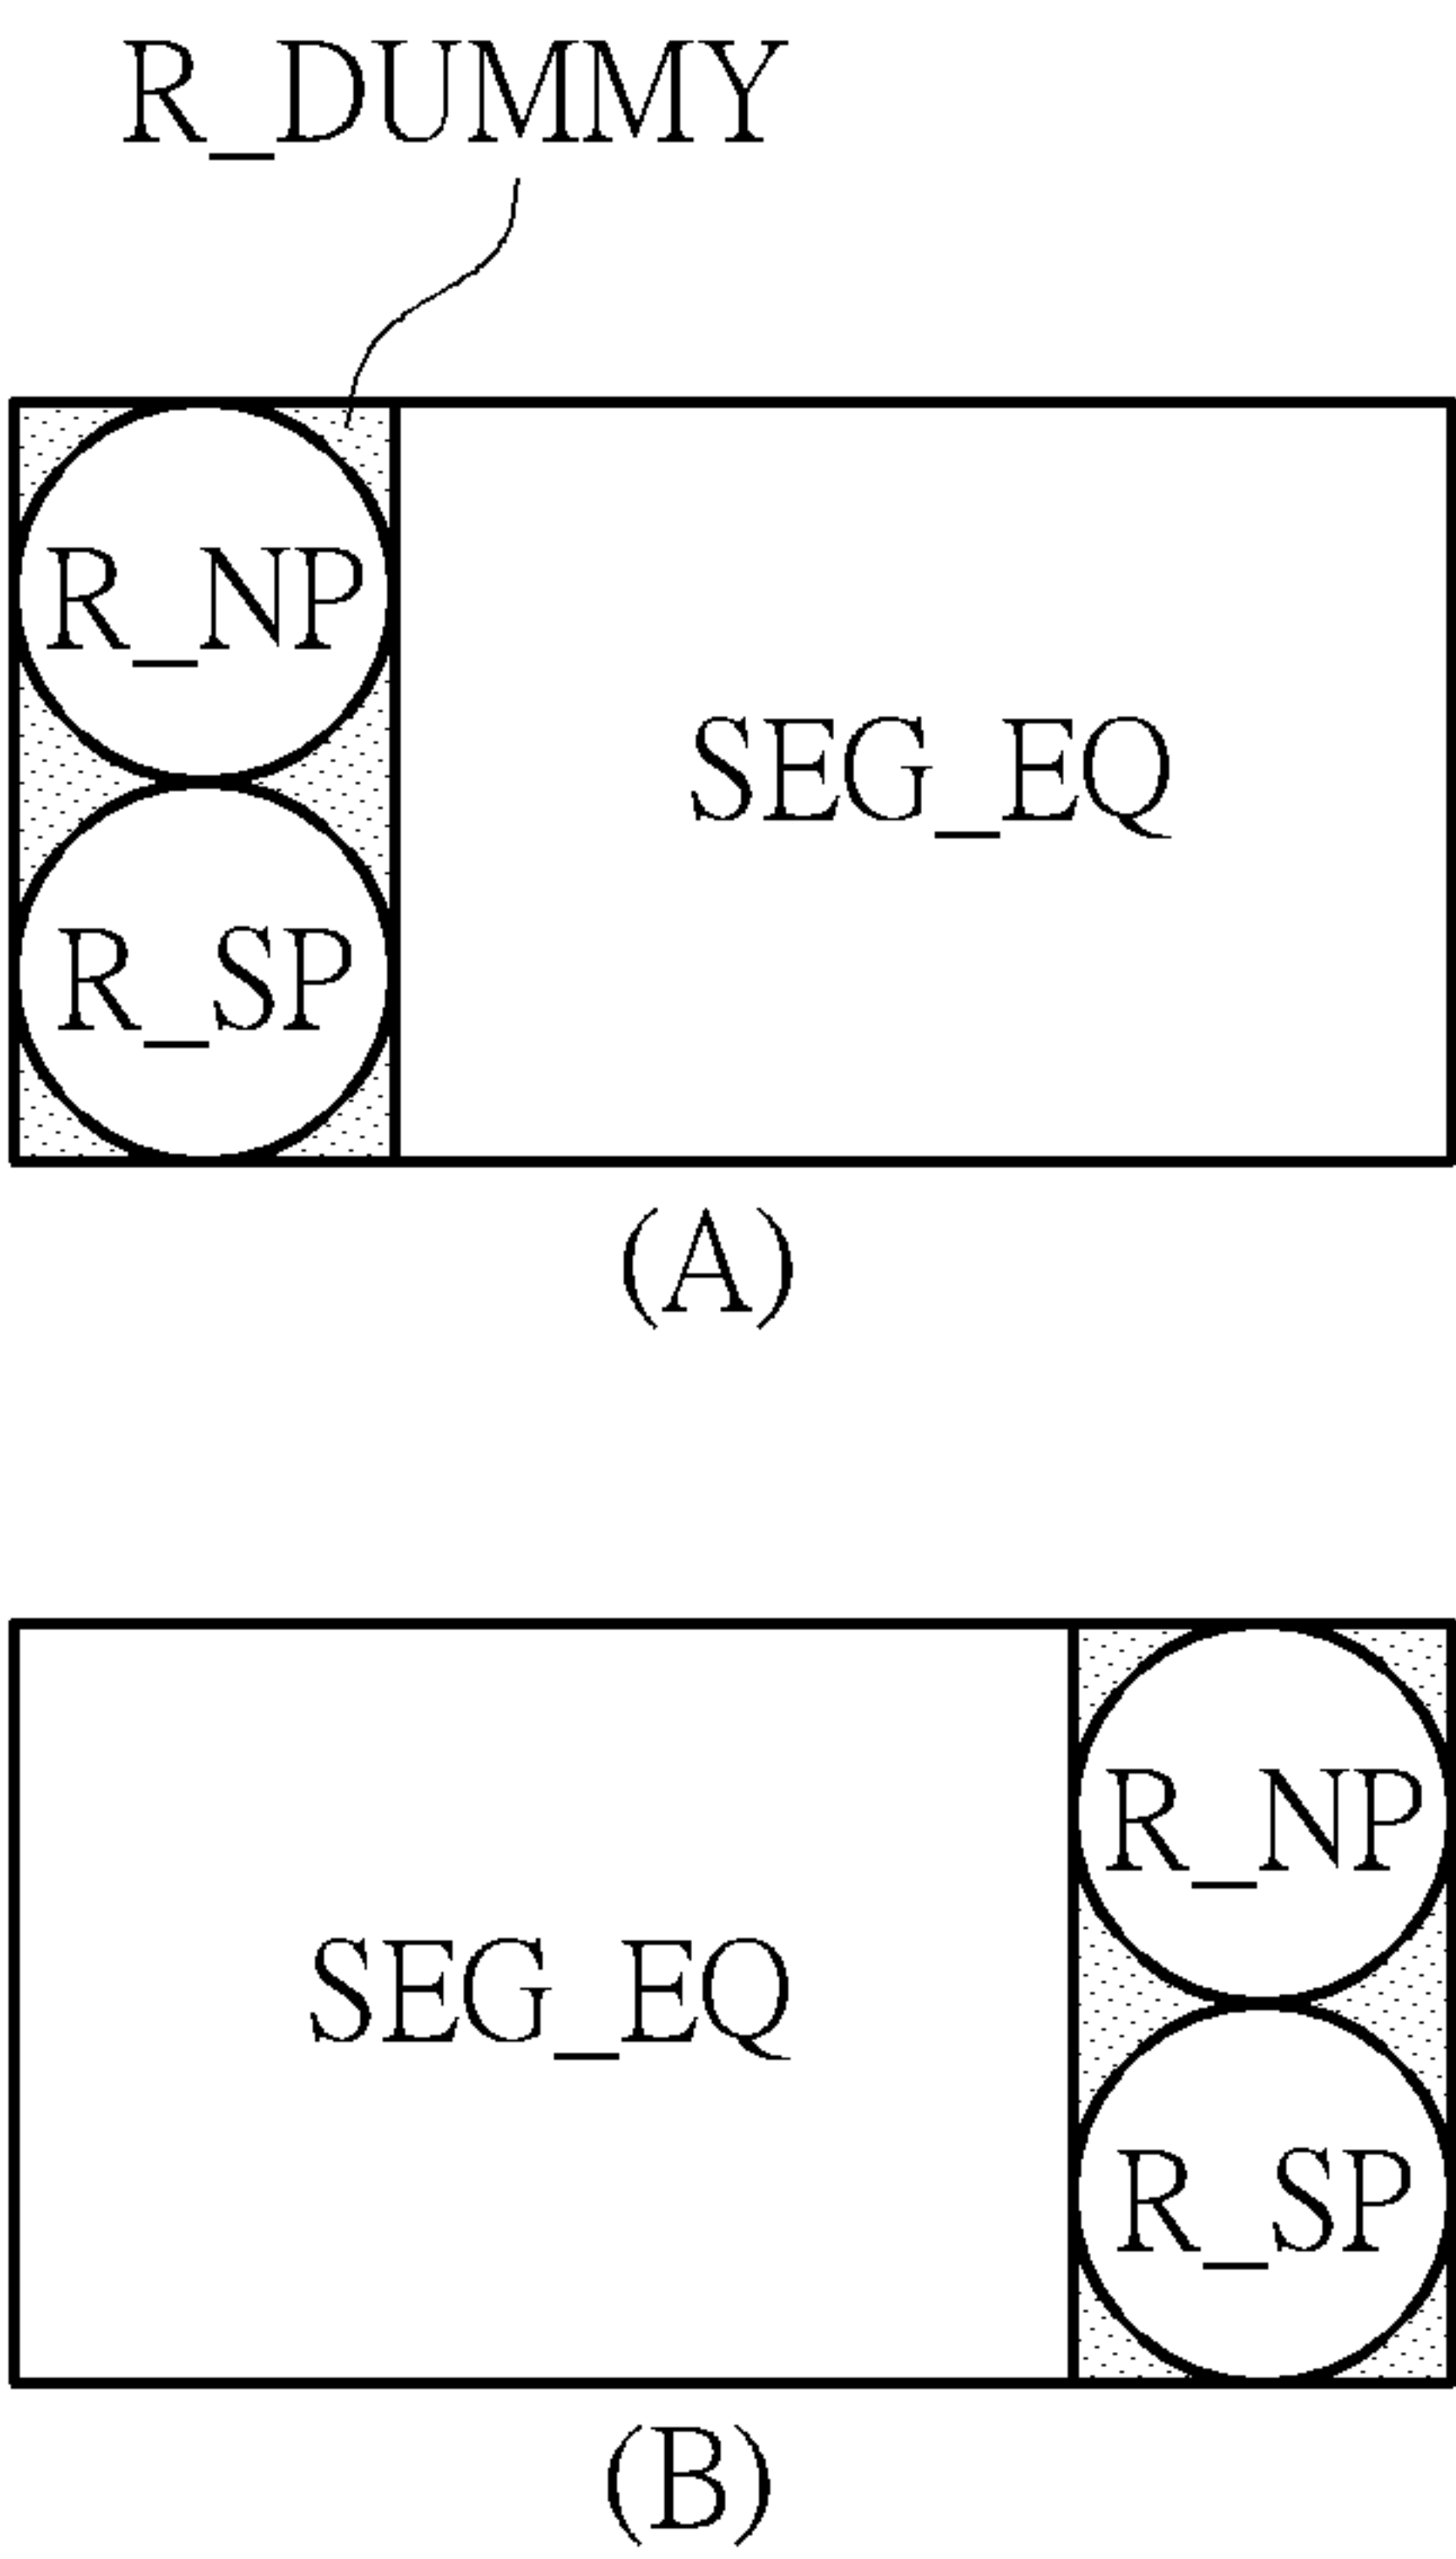 R_DUMMY
R_NP
SEG_EQ
R_SP
(A)
R_NP
SEG_EQ
R_SP
(B)